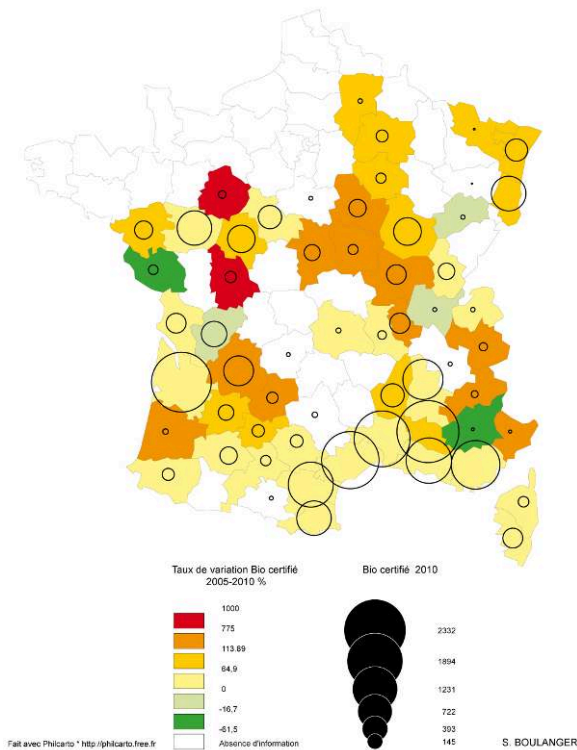 Taux de variation Bio certifié
2005-2010 %
Bio certifié 2010
1000
775
113.89
64,9
0
-16,7
-51,5
Absence d'information
2332
1894
1231
722
393
145
Fait avec Philcarto * http://philcarto.free.fr
S. BOULANGER